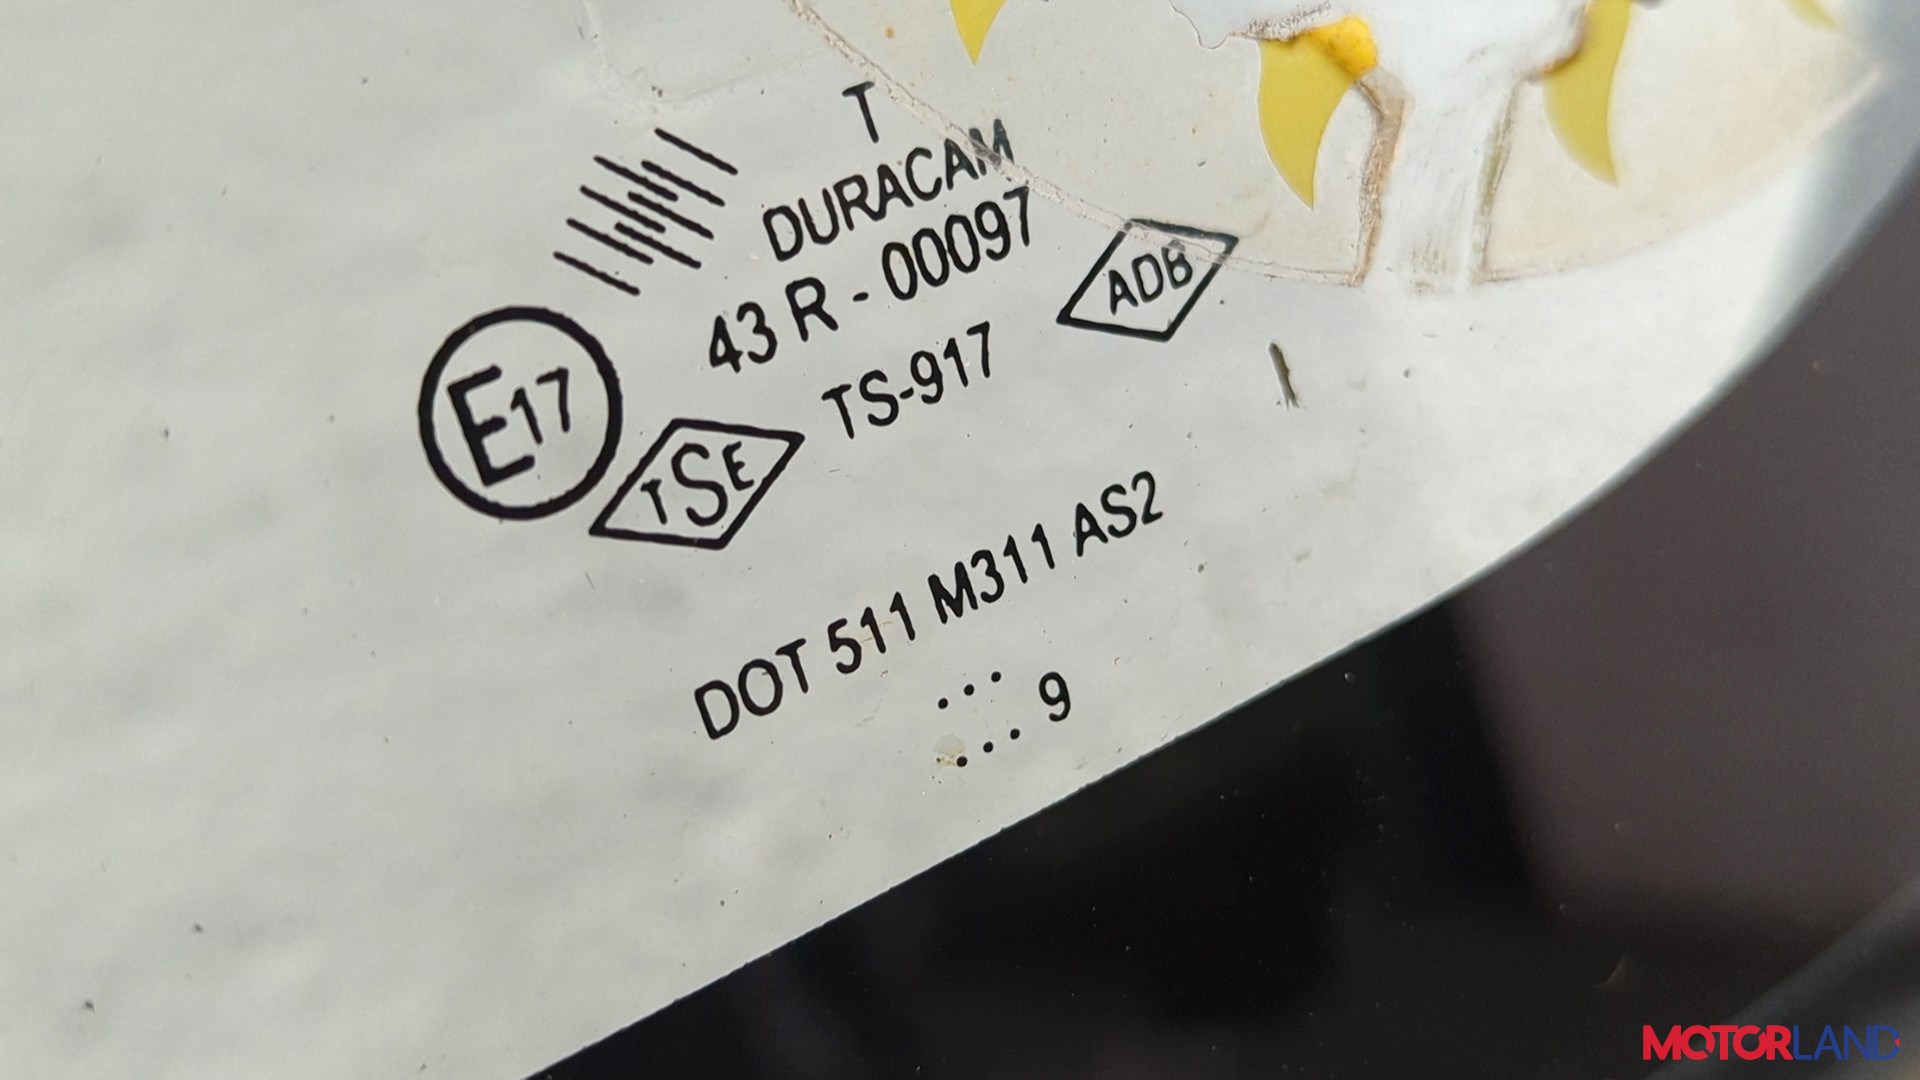 T
DURACAM
43 R - 00097
E17
TSE
TS-917
ADB
DOT 511 M311 AS2
... 9
...
MOTORLAND